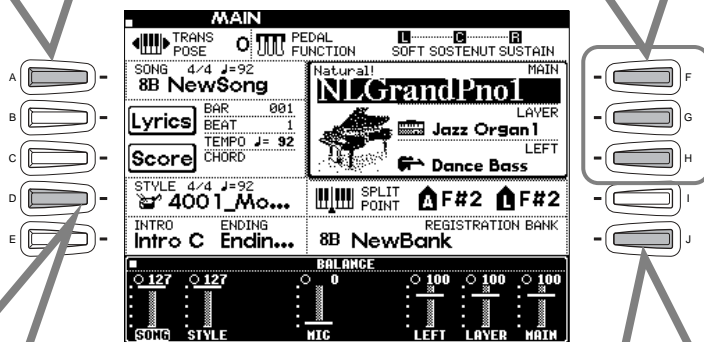 MAIN
TRANS POSE 0 PEDAL FUNCTION L C R SOFT SOSTENUT SUSTAIN
A
B
C
D
E
F
G
H
I
J
SONG 4/4 ♩=92
8B NewSong
Lyrics
Score
BAR 001
BEAT 1
TEMPO ♩= 92
CHORD
Natural! MAIN
NLGrandPno1
LAYER
Jazz Organ1
LEFT
Dance Bass
STYLE 4/4 ♩=92
4001_Mo...
SPLIT POINT A F#2 L F#2
INTRO ENDING
Intro C Endin...
REGISTRATION BANK
8B NewBank
BALANCE
127 127 0 100 100 100
SONG STYLE MIC LEFT LAYER MAIN